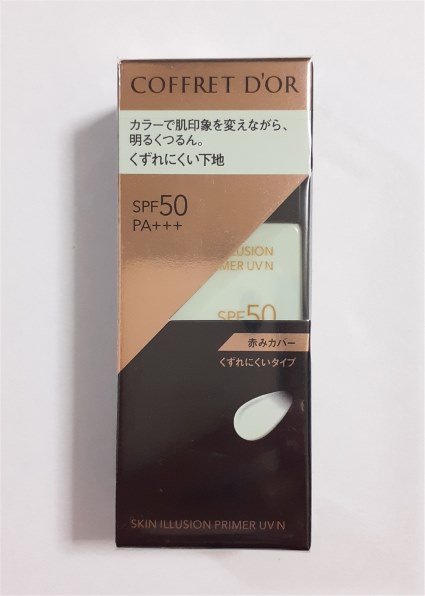 COFFRET D'OR
カラーで肌印象を変えながら、
明るくつるん。
くずれにくい下地
SPF50
PA+++
ILLUSION
MER UV N
SPF50
赤みカバー
くずれにくいタイプ
SKIN ILLUSION PRIMER UV N